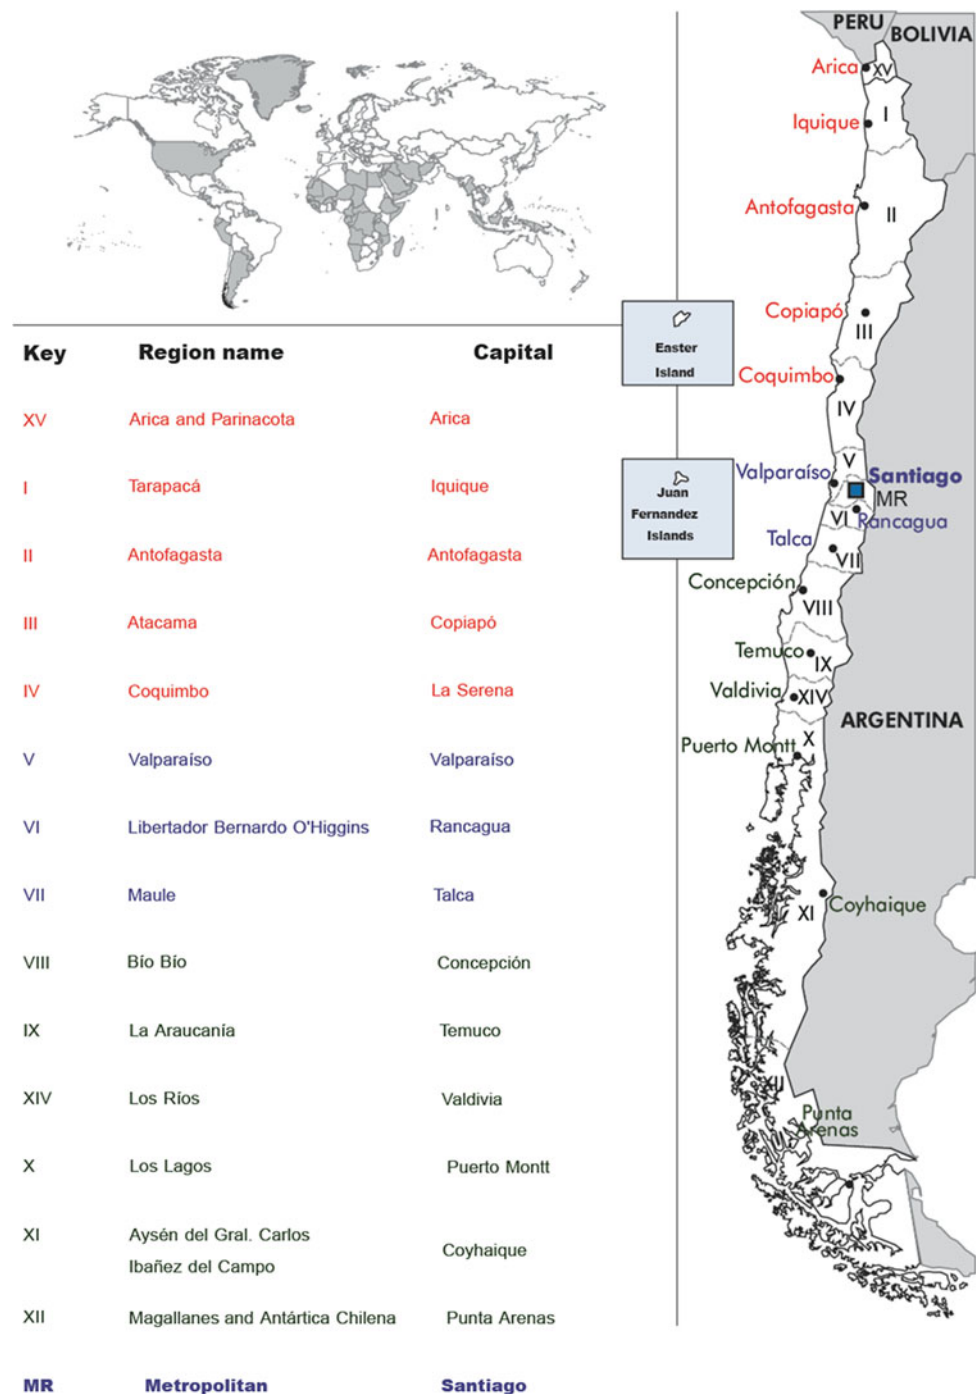 Key Region name Capital
XV Arica and Parinacota Arica
I Tarapacá Iquique
II Antofagasta Antofagasta
III Atacama Copiapó
IV Coquimbo La Serena
V Valparaíso Valparaíso
VI Libertador Bernardo O'Higgins Rancagua
VII Maule Talca
VIII Bío Bío Concepción
IX La Araucanía Temuco
XIV Los Ríos Valdivia
X Los Lagos Puerto Montt
XI Aysén del Gral. Carlos
Ibañez del Campo Coyhaique
XII Magallanes and Antártica Chilena Punta Arenas
MR Metropolitan Santiago
Easter
Island
Juan
Fernandez
Islands
PERU
BOLIVIA
Arica XV
Iquique I
Antofagasta II
Copiapó III
Coquimbo
IV
V
Valparaíso Santiago
MR
VI Rancagua
Talca
VII
Concepción
VIII
Temuco
IX
Valdivia XIV
ARGENTINA
X
Puerto Montt
XI Coyhaique
XII
Punta
Arenas